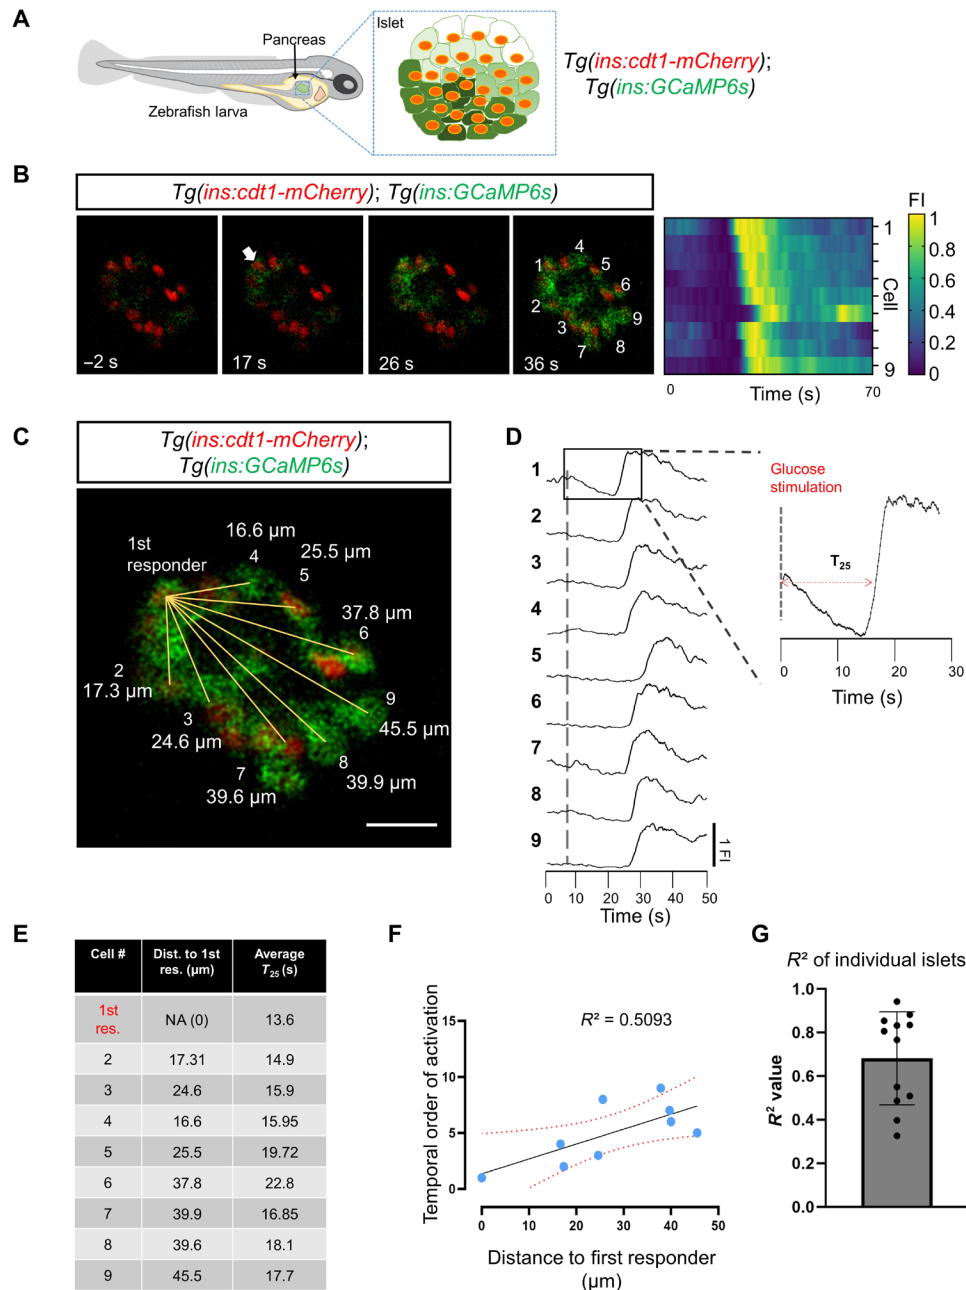 A
Pancreas
Zebrafish larva
Islet
Tg(ins:cdt1-mCherry);
Tg(ins:GCaMP6s)
B
Tg(ins:cdt1-mCherry); Tg(ins:GCaMP6s)
–2 s
17 s
26 s
36 s
1
2
3
4
5
6
7
8
9
FI
1
0.8
0.6
0.4
0.2
0
1
Cell
9
0
Time (s)
70
C
Tg(ins:cdt1-mCherry);
Tg(ins:GCaMP6s)
1st
responder
16.6 µm
4
25.5 µm
5
37.8 µm
6
2
17.3 µm
3
24.6 µm
9
45.5 µm
8
39.9 µm
7
39.6 µm
D
1
2
3
4
5
6
7
8
9
1 FI
0 10 20 30 40 50
Time (s)
Glucose
stimulation
T25
0 10 20 30
Time (s)
E
Cell # Dist. to 1st res. (µm) Average T25 (s)
1st res. NA (0) 13.6
2 17.31 14.9
3 24.6 15.9
4 16.6 15.95
5 25.5 19.72
6 37.8 22.8
7 39.9 16.85
8 39.6 18.1
9 45.5 17.7
F
R² = 0.5093
Temporal order of activation
15
10
5
0
0 10 20 30 40 50
Distance to first responder
(µm)
G
R² of individual islets
R² value
1.0
0.8
0.6
0.4
0.2
0.0